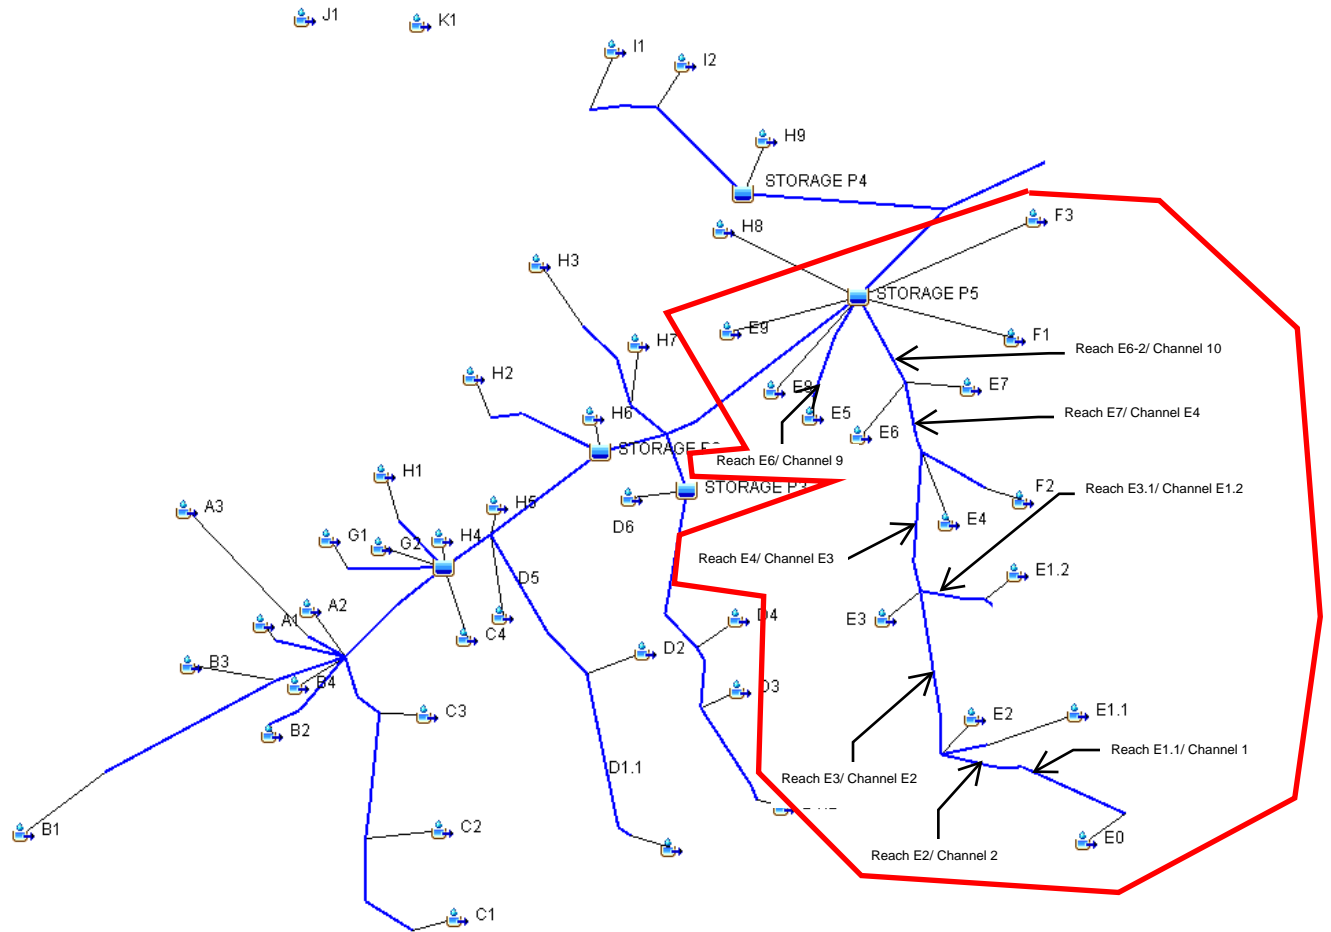 J1
K1
I1
I2
H9
STORAGE P4
F3
H8
H3
STORAGE P5
E9
F1
H7
Reach E6-2/ Channel 10
H2
E8
E7
H6
E5
Reach E7/ Channel E4
E6
STORAGE
Reach E6/ Channel 9
H1
STORAGE P3
Reach E3.1/ Channel E1.2
F2
A3
H5
D6
E4
G1
G2
H4
Reach E4/ Channel E3
D5
E1.2
A2
A1
C4
D4
E3
D2
B3
B4
D3
C3
E2
E1.1
B2
Reach E1.1/ Channel 1
D1.1
Reach E3/ Channel E2
B1
C2
E0
Reach E2/ Channel 2
C1